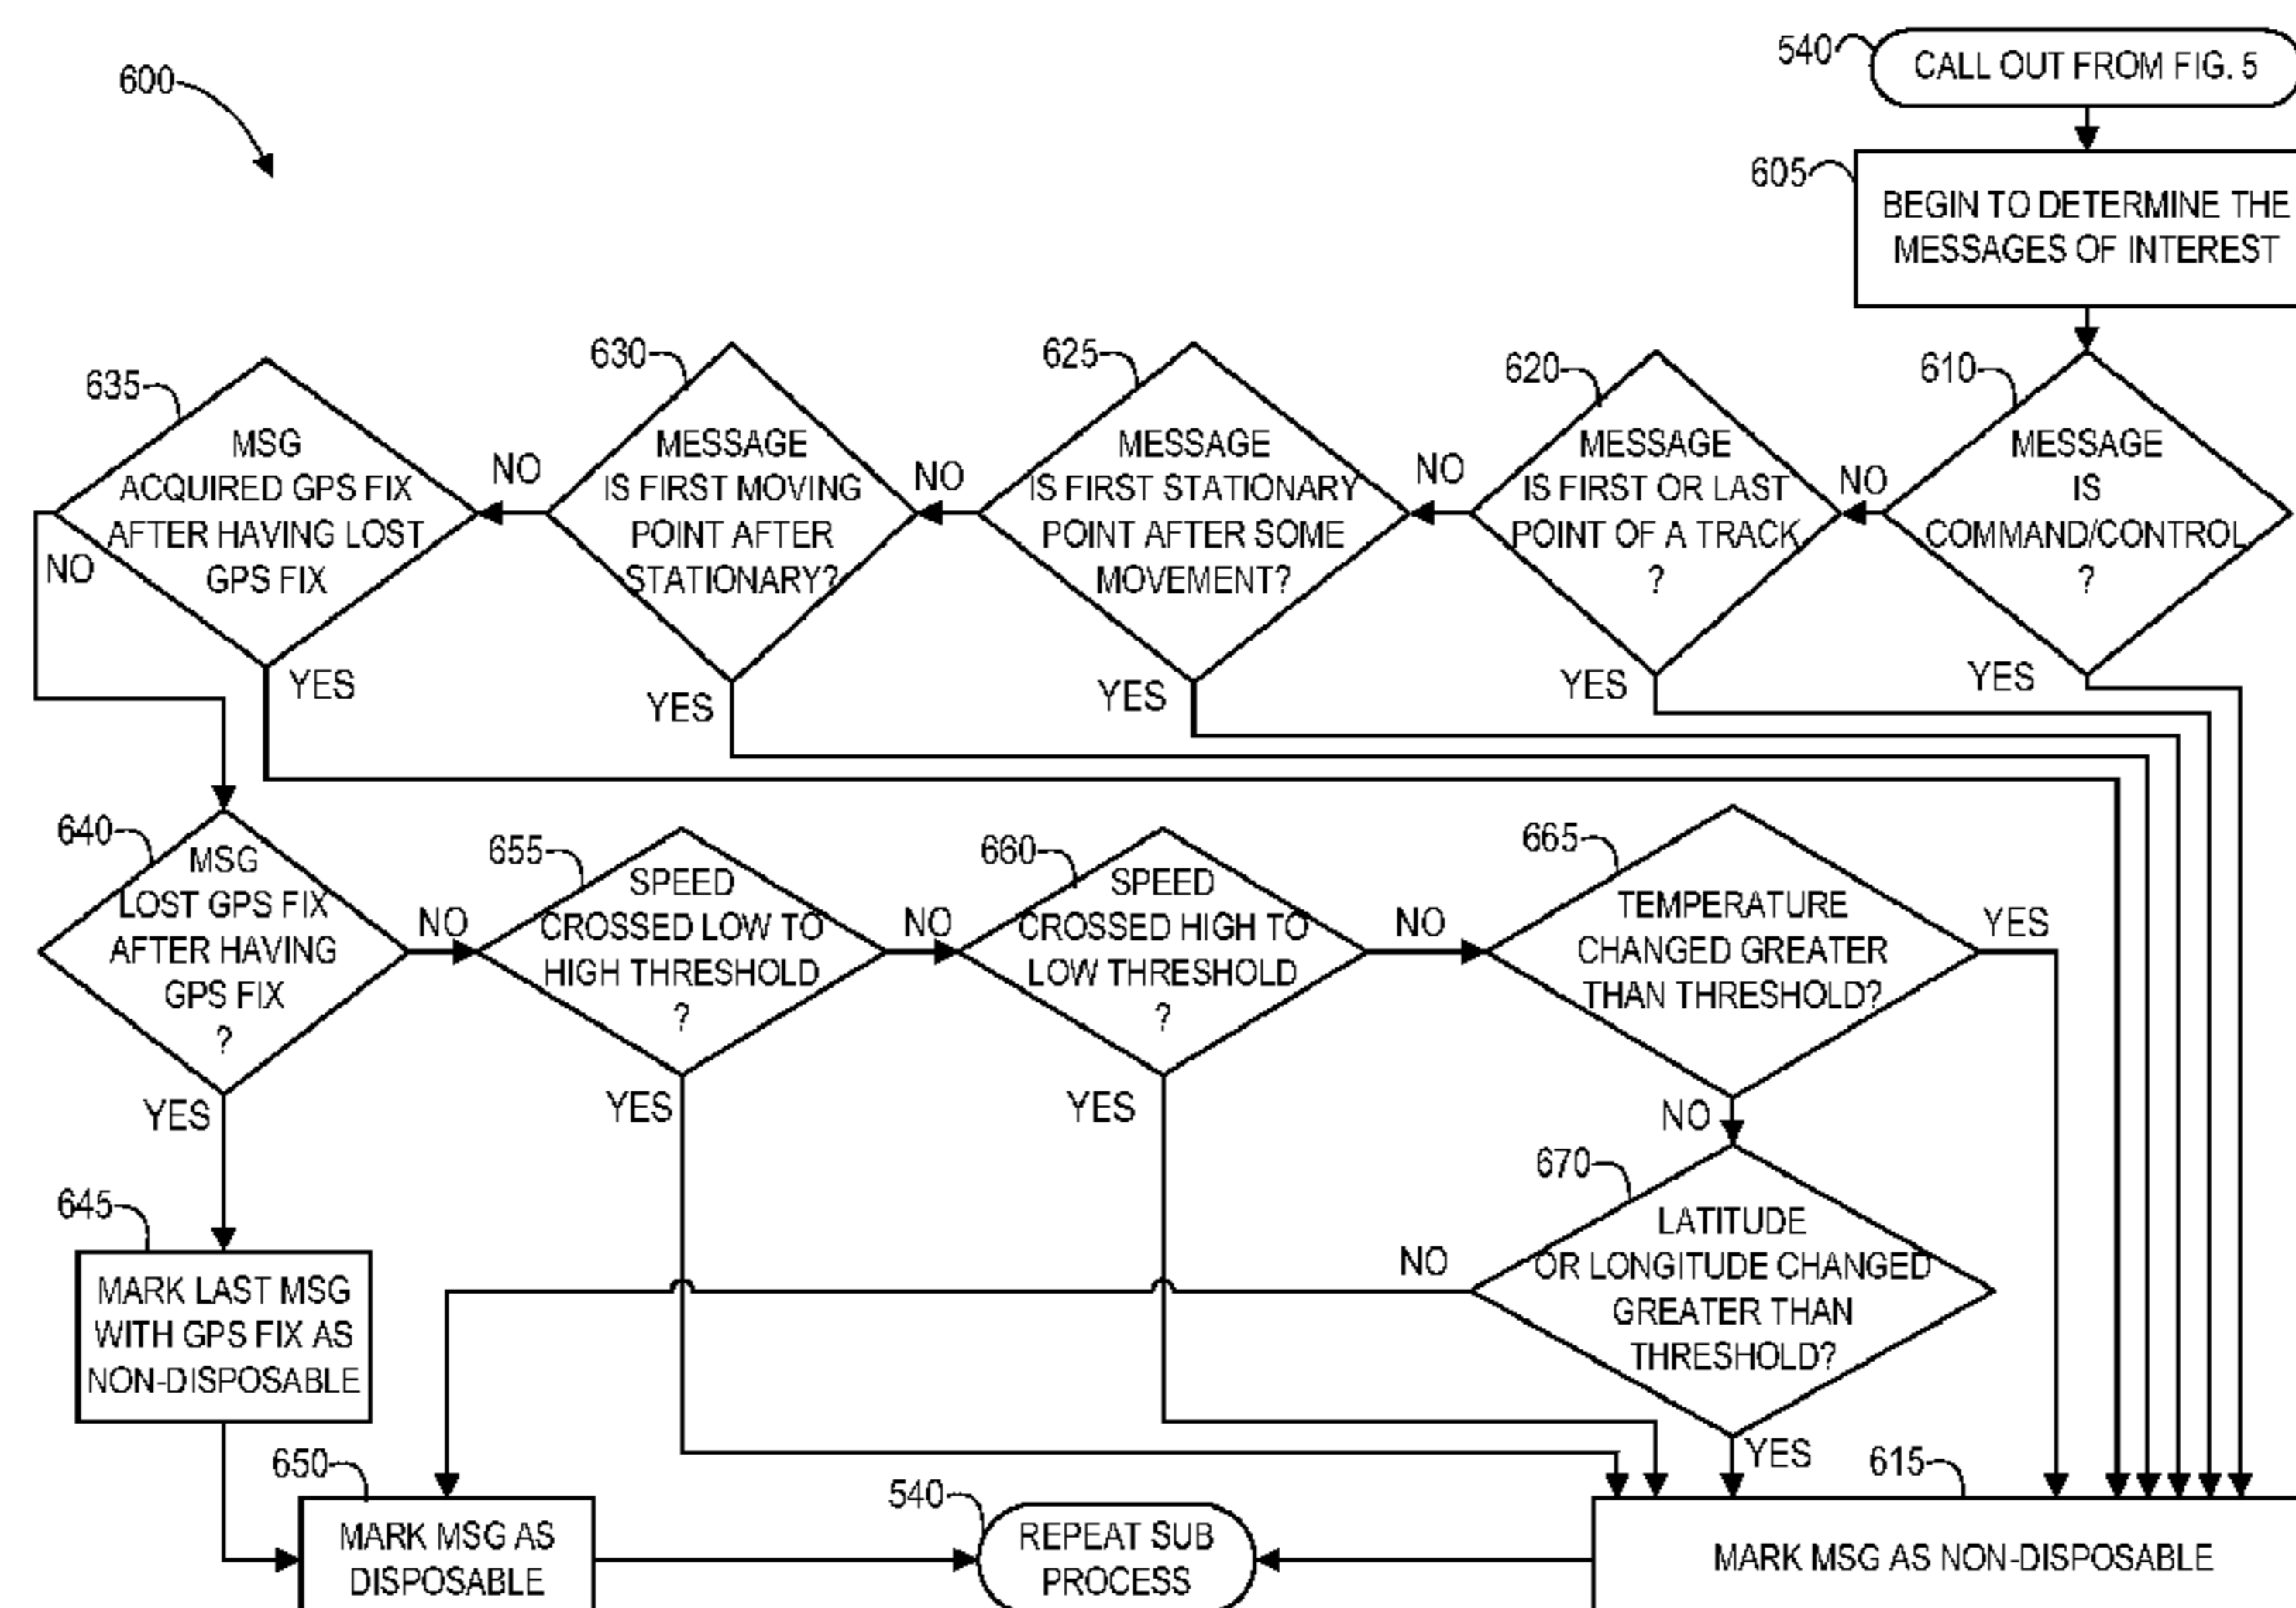 600
540
CALL OUT FROM FIG. 5
605
BEGIN TO DETERMINE THE
MESSAGES OF INTEREST
610
MESSAGE
IS
COMMAND/CONTROL
?
NO
YES
620
MESSAGE
IS FIRST OR LAST
POINT OF A TRACK
?
NO
YES
625
MESSAGE
IS FIRST STATIONARY
POINT AFTER SOME
MOVEMENT?
NO
YES
630
MESSAGE
IS FIRST MOVING
POINT AFTER
STATIONARY?
NO
YES
635
MSG
ACQUIRED GPS FIX
AFTER HAVING LOST
GPS FIX
NO
YES
640
MSG
LOST GPS FIX
AFTER HAVING
GPS FIX
?
NO
YES
655
SPEED
CROSSED LOW TO
HIGH THRESHOLD
?
NO
YES
660
SPEED
CROSSED HIGH TO
LOW THRESHOLD
?
NO
YES
665
TEMPERATURE
CHANGED GREATER
THAN THRESHOLD?
YES
NO
670
LATITUDE
OR LONGITUDE CHANGED
GREATER THAN
THRESHOLD?
NO
YES
645
MARK LAST MSG
WITH GPS FIX AS
NON-DISPOSABLE
650
MARK MSG AS
DISPOSABLE
540
REPEAT SUB
PROCESS
615
MARK MSG AS NON-DISPOSABLE